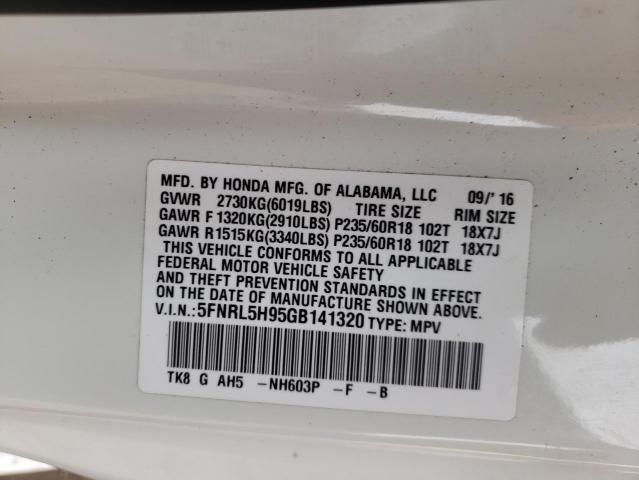 MFD. BY HONDA MFG. OF ALABAMA, LLC 09/'16
GVWR 2730KG(6019LBS) TIRE SIZE RIM SIZE
GAWR F 1320KG(2910LBS) P235/60R18 102T 18X7J
GAWR R1515KG(3340LBS) P235/60R18 102T 18X7J
THIS VEHICLE CONFORMS TO ALL APPLICABLE
FEDERAL MOTOR VEHICLE SAFETY
AND THEFT PREVENTION STANDARDS IN EFFECT
ON THE DATE OF MANUFACTURE SHOWN ABOVE.
V.I.N.:5FNRL5H95GB141320 TYPE: MPV
TK8 G AH5 -NH603P -F -B